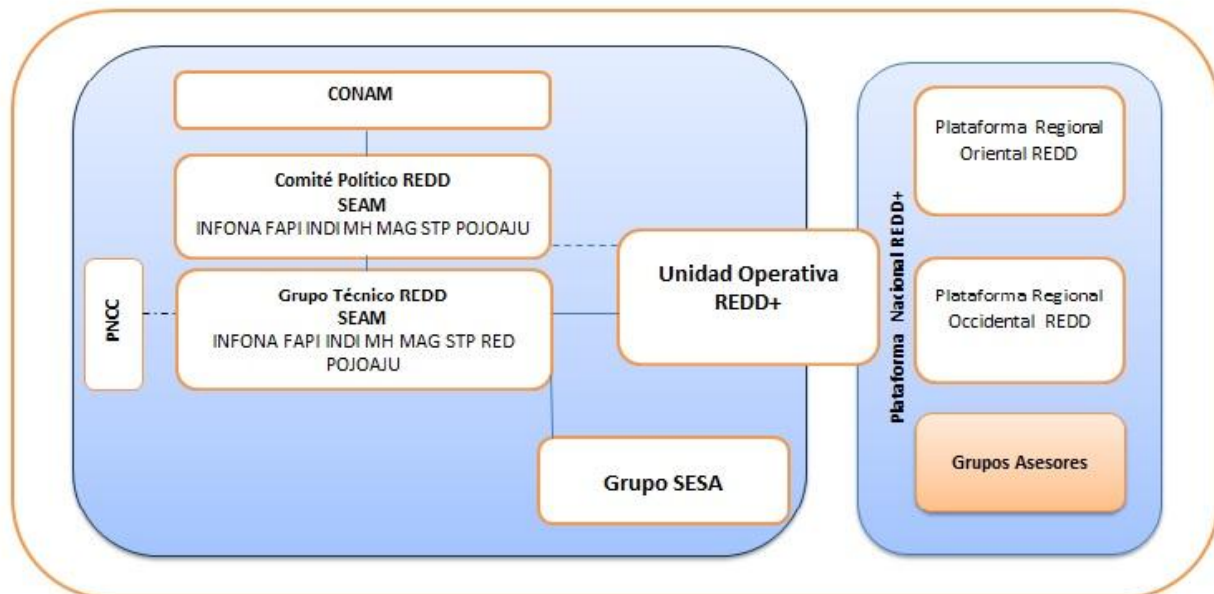 CONAM
Comité Político REDD
SEAM
INFONA FAPI INDI MH MAG STP POJOAJU
PNCC
Grupo Técnico REDD
SEAM
INFONA FAPI INDI MH MAG STP RED
POJOAJU
Unidad Operativa
REDD+
Grupo SESA
Plataforma Nacional REDD+
Plataforma Regional
Oriental REDD
Plataforma Regional
Occidental REDD
Grupos Asesores